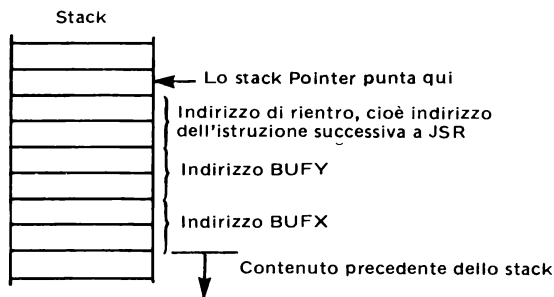 Stack
Lo stack Pointer punta qui
Indirizzo di rientro, cioè indirizzo
dell'istruzione successiva a JSR
Indirizzo BUFY
Indirizzo BUFX
Contenuto precedente dello stack